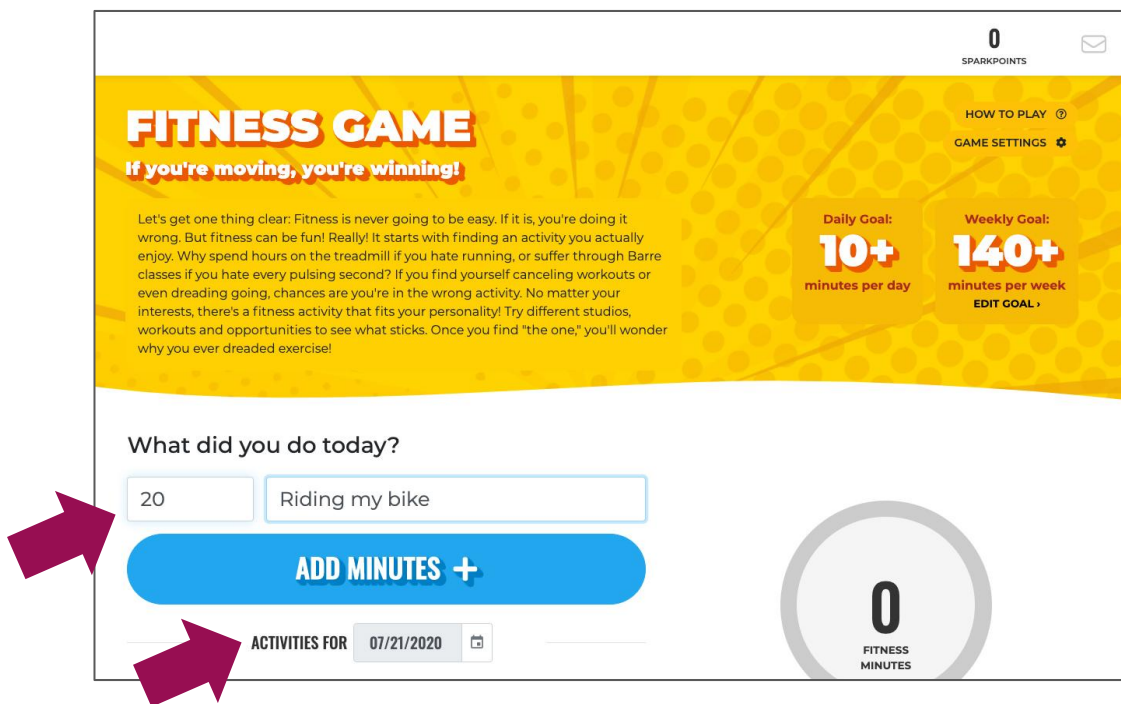 0
SPARKPOINTS
FITNESS GAME
If you're moving, you're winning!
HOW TO PLAY
GAME SETTINGS
Let's get one thing clear: Fitness is never going to be easy. If it is, you're doing it
wrong. But fitness can be fun! Really! It starts with finding an activity you actually
enjoy. Why spend hours on the treadmill if you hate running, or suffer through Barre
classes if you hate every pulsing second? If you find yourself canceling workouts or
even dreading going, chances are you're in the wrong activity. No matter your
interests, there's a fitness activity that fits your personality! Try different studios,
workouts and opportunities to see what sticks. Once you find "the one," you'll wonder
why you ever dreaded exercise!
Daily Goal:
10+
minutes per day
Weekly Goal:
140+
minutes per week
EDIT GOAL ›
What did you do today?
20
Riding my bike
ADD MINUTES +
ACTIVITIES FOR 07/21/2020
0
FITNESS
MINUTES